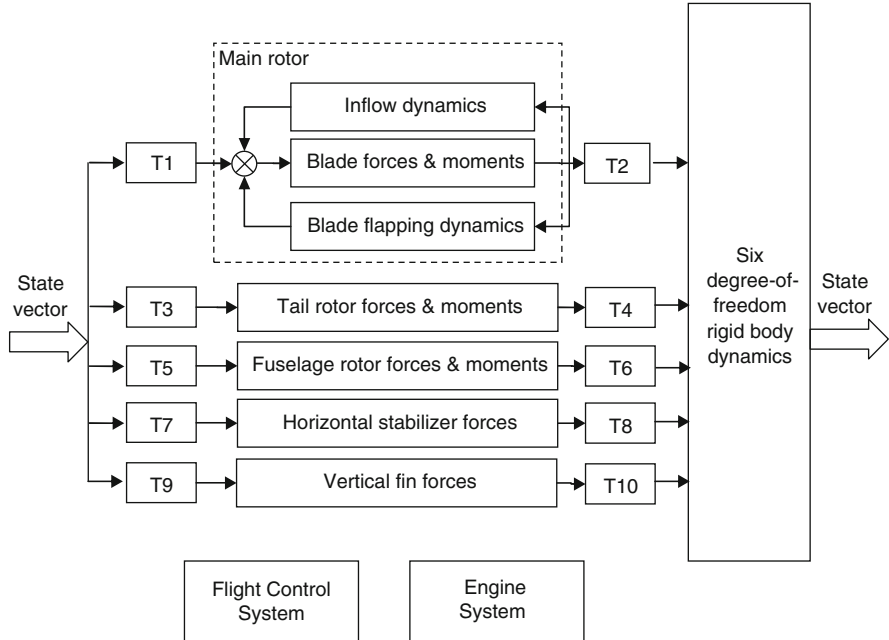 Main rotor
Inflow dynamics
T1
Blade forces & moments
T2
Blade flapping dynamics
State
vector
T3
Tail rotor forces & moments
T4
T5
Fuselage rotor forces & moments
T6
T7
Horizontal stabilizer forces
T8
T9
Vertical fin forces
T10
Six
degree-of-
freedom
rigid body
dynamics
State
vector
Flight Control
System
Engine
System